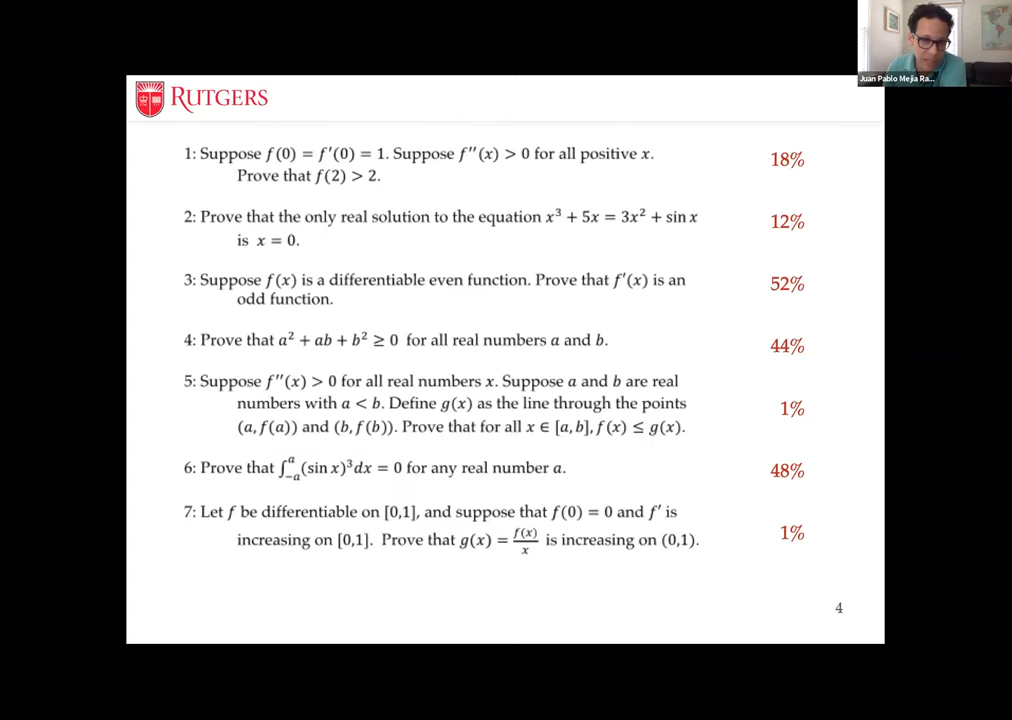 Juan Pablo Mejia Ra...
RUTGERS
1: Suppose f(0) = f'(0) = 1. Suppose f''(x) > 0 for all positive x.
Prove that f(2) > 2.
18%
2: Prove that the only real solution to the equation x³ + 5x = 3x² + sin x
is x = 0.
12%
3: Suppose f(x) is a differentiable even function. Prove that f'(x) is an
odd function.
52%
4: Prove that a² + ab + b² ≥ 0 for all real numbers a and b.
44%
5: Suppose f''(x) > 0 for all real numbers x. Suppose a and b are real
numbers with a < b. Define g(x) as the line through the points
(a, f(a)) and (b, f(b)). Prove that for all x ∈ [a, b], f(x) ≤ g(x).
1%
6: Prove that ∫₋ₐᵃ (sin x)³dx = 0 for any real number a.
48%
7: Let f be differentiable on [0,1], and suppose that f(0) = 0 and f' is
increasing on [0,1]. Prove that g(x) = f(x)/x is increasing on (0,1).
1%
4